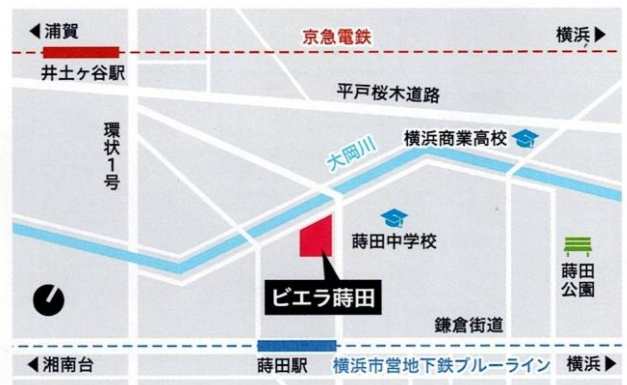 ◀浦賀
京急電鉄
横浜▶
井土ヶ谷駅
平戸桜木道路
環状1号
横浜商業高校
大岡川
蒔田中学校
蒔田
公園
ビエラ蒔田
鎌倉街道
◀湘南台
蒔田駅
横浜市営地下鉄ブルーライン
横浜▶